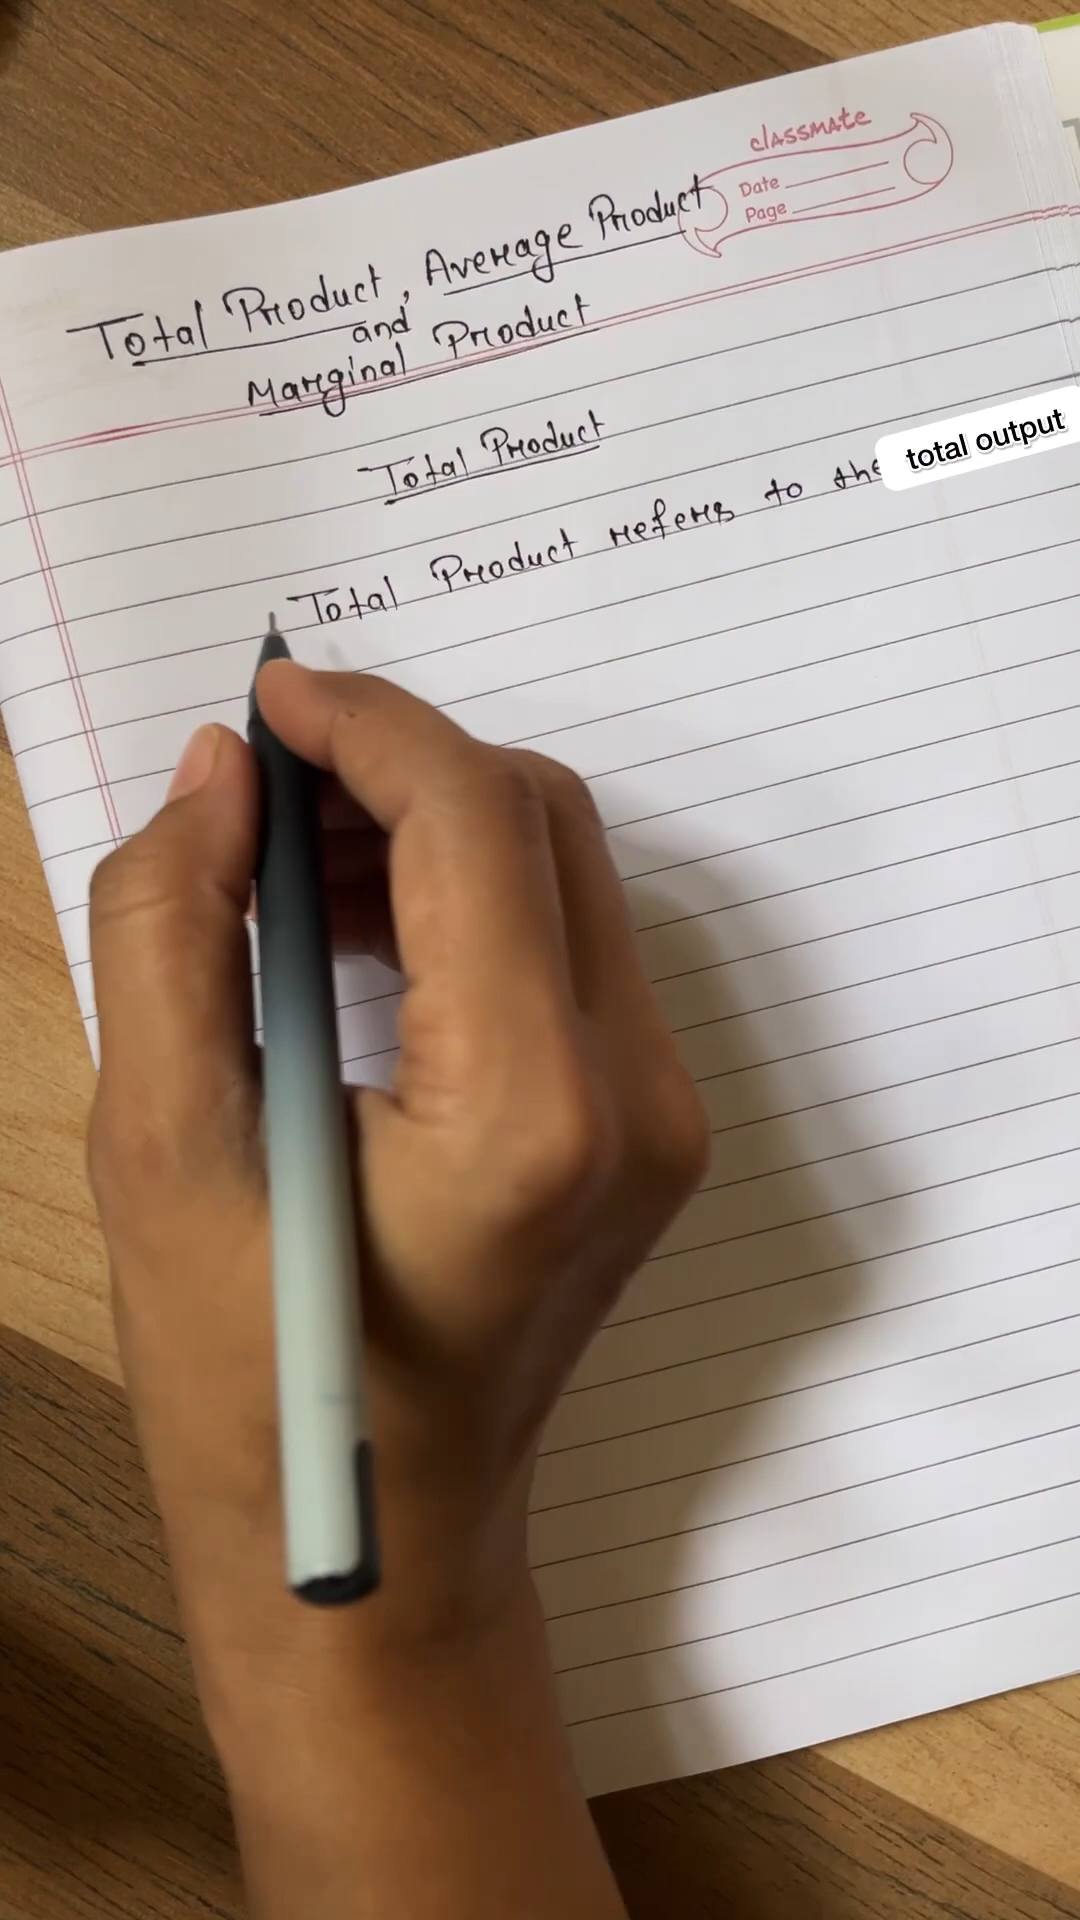 classmate
Date
Page
Total Product, Average Product
and
Marginal Product
Total Product
Total Product refers to the total output